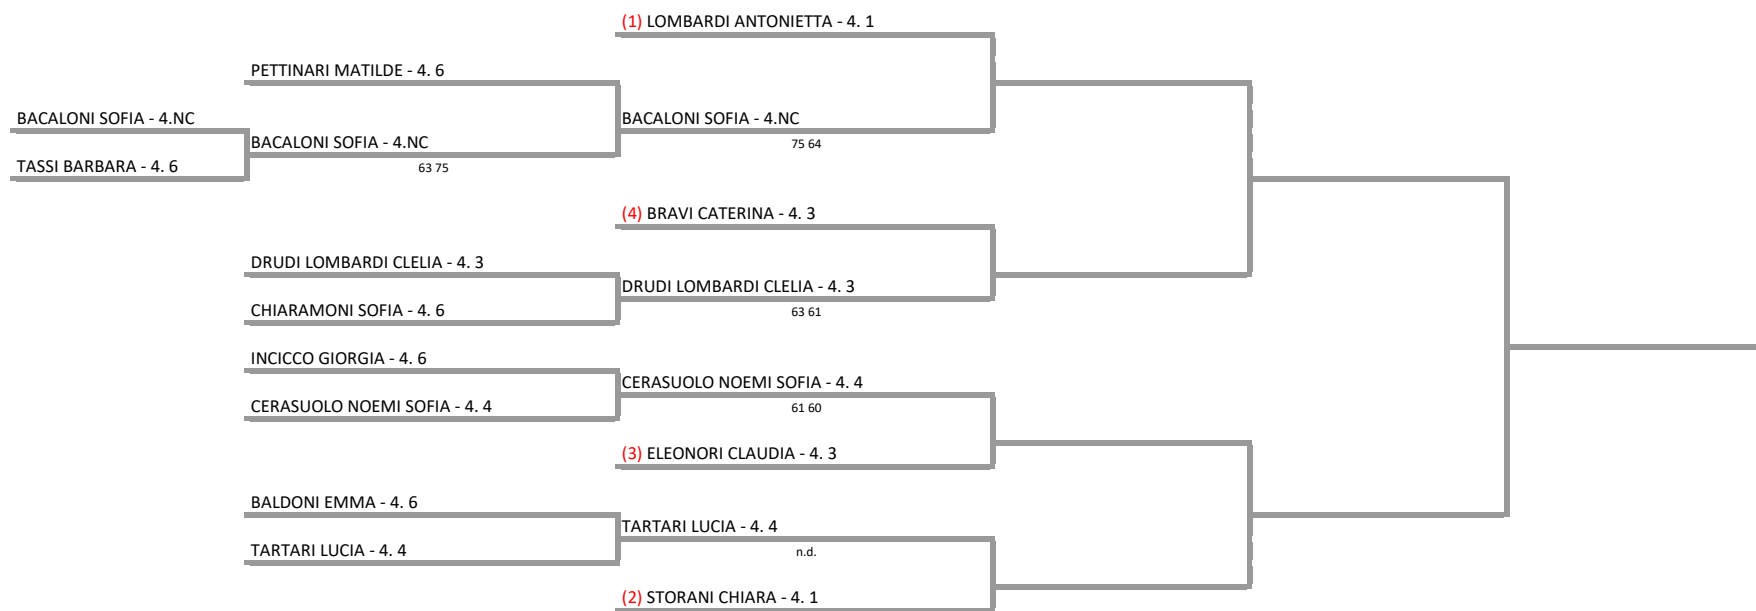 (1) LOMBARDI ANTONIETTA - 4. 1
PETTINARI MATILDE - 4. 6
BACALONI SOFIA - 4.NC
BACALONI SOFIA - 4.NC
BACALONI SOFIA - 4.NC
75 64
TASSI BARBARA - 4. 6
63 75
(4) BRAVI CATERINA - 4. 3
DRUDI LOMBARDI CLELIA - 4. 3
DRUDI LOMBARDI CLELIA - 4. 3
CHIARAMONI SOFIA - 4. 6
63 61
INCICCO GIORGIA - 4. 6
CERASUOLO NOEMI SOFIA - 4. 4
CERASUOLO NOEMI SOFIA - 4. 4
61 60
(3) ELEONORI CLAUDIA - 4. 3
BALDONI EMMA - 4. 6
TARTARI LUCIA - 4. 4
TARTARI LUCIA - 4. 4
n.d.
(2) STORANI CHIARA - 4. 1